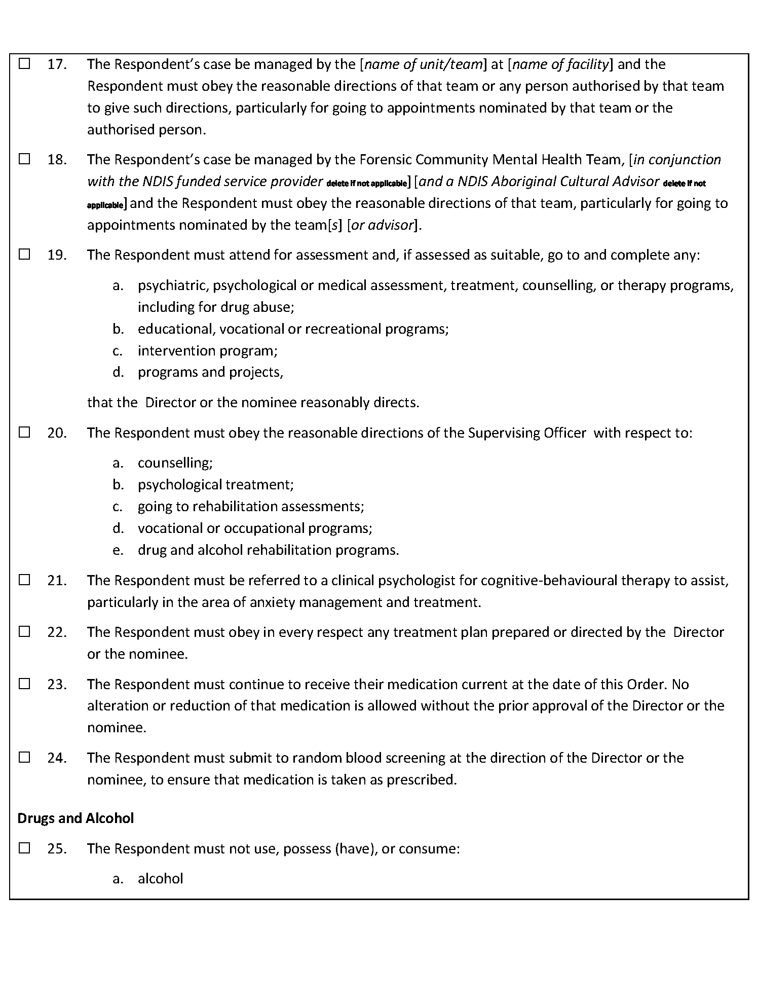 ☐ 17. The Respondent’s case be managed by the [name of unit/team] at [name of facility] and the
Respondent must obey the reasonable directions of that team or any person authorised by that team
to give such directions, particularly for going to appointments nominated by that team or the
authorised person.
☐ 18. The Respondent’s case be managed by the Forensic Community Mental Health Team, [in conjunction
with the NDIS funded service provider delete if not applicable] [and a NDIS Aboriginal Cultural Advisor delete if not
applicable] and the Respondent must obey the reasonable directions of that team, particularly for going to
appointments nominated by the team[s] [or advisor].
☐ 19. The Respondent must attend for assessment and, if assessed as suitable, go to and complete any:
a. psychiatric, psychological or medical assessment, treatment, counselling, or therapy programs,
including for drug abuse;
b. educational, vocational or recreational programs;
c. intervention program;
d. programs and projects,
that the  Director or the nominee reasonably directs.
☐ 20. The Respondent must obey the reasonable directions of the Supervising Officer  with respect to:
a. counselling;
b. psychological treatment;
c. going to rehabilitation assessments;
d. vocational or occupational programs;
e. drug and alcohol rehabilitation programs.
☐ 21. The Respondent must be referred to a clinical psychologist for cognitive-behavioural therapy to assist,
particularly in the area of anxiety management and treatment.
☐ 22. The Respondent must obey in every respect any treatment plan prepared or directed by the  Director
or the nominee.
☐ 23. The Respondent must continue to receive their medication current at the date of this Order. No
alteration or reduction of that medication is allowed without the prior approval of the Director or the
nominee.
☐ 24. The Respondent must submit to random blood screening at the direction of the Director or the
nominee, to ensure that medication is taken as prescribed.
Drugs and Alcohol
☐ 25. The Respondent must not use, possess (have), or consume:
a. alcohol